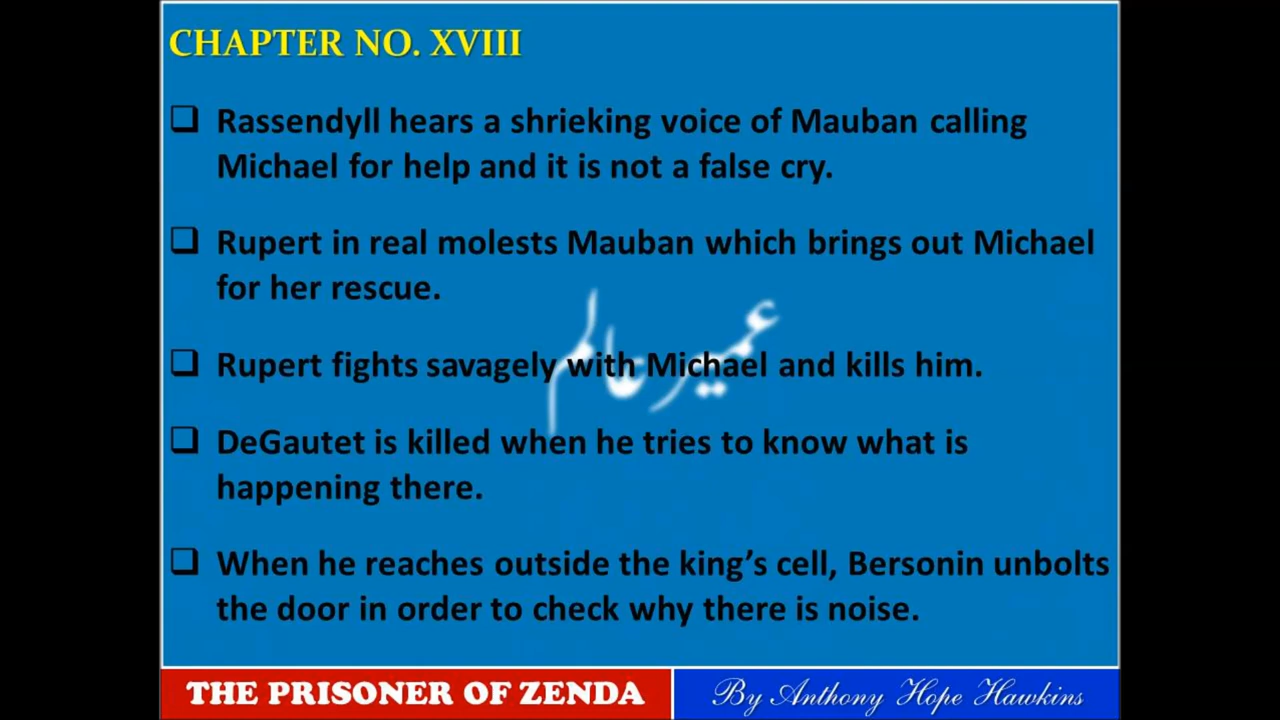 CHAPTER NO. XVIII
❑ Rassendyll hears a shrieking voice of Mauban calling
Michael for help and it is not a false cry.
❑ Rupert in real molests Mauban which brings out Michael
for her rescue.
❑ Rupert fights savagely with Michael and kills him.
عمیر عالم
❑ DeGautet is killed when he tries to know what is
happening there.
❑ When he reaches outside the king’s cell, Bersonin unbolts
the door in order to check why there is noise.
THE PRISONER OF ZENDA
By Anthony Hope Hawkins